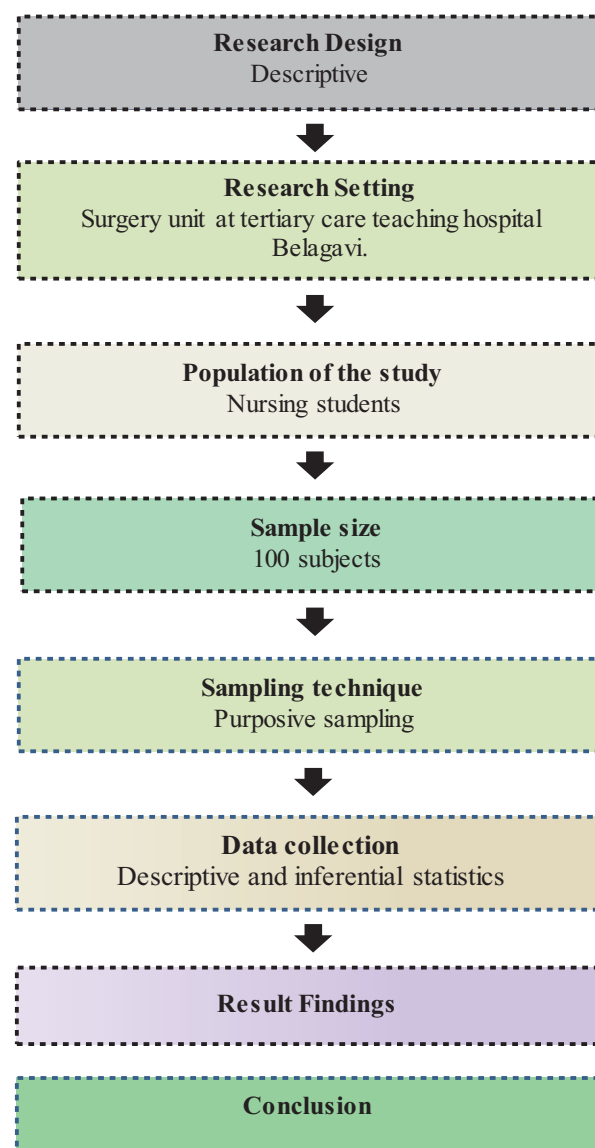 Research Design
Descriptive
Research Setting
Surgery unit at tertiary care teaching hospital
Belagavi.
Population of the study
Nursing students
Sample size
100 subjects
Sampling technique
Purposive sampling
Data collection
Descriptive and inferential statistics
Result Findings
Conclusion